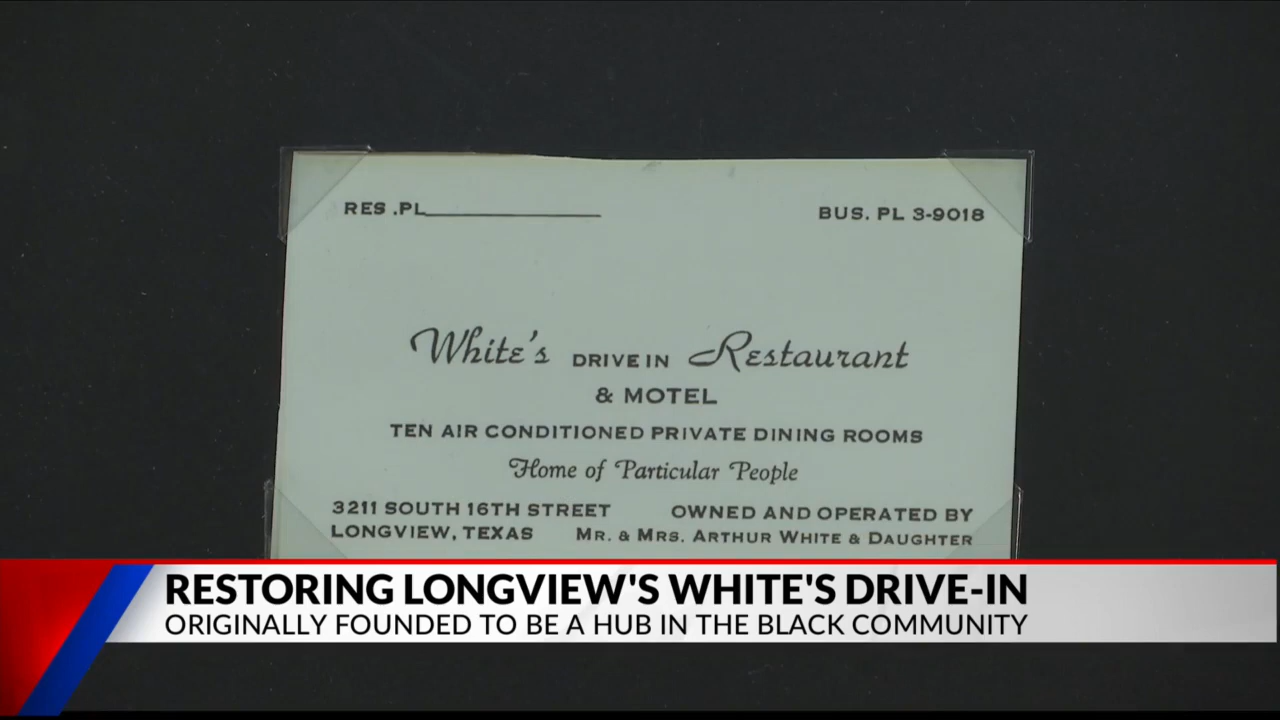 RES .PL____________ BUS. PL 3-9018
White's DRIVE IN Restaurant
& MOTEL
TEN AIR CONDITIONED PRIVATE DINING ROOMS
Home of Particular People
3211 SOUTH 16TH STREET OWNED AND OPERATED BY
LONGVIEW, TEXAS MR. & MRS. ARTHUR WHITE & DAUGHTER
RESTORING LONGVIEW'S WHITE'S DRIVE-IN
ORIGINALLY FOUNDED TO BE A HUB IN THE BLACK COMMUNITY